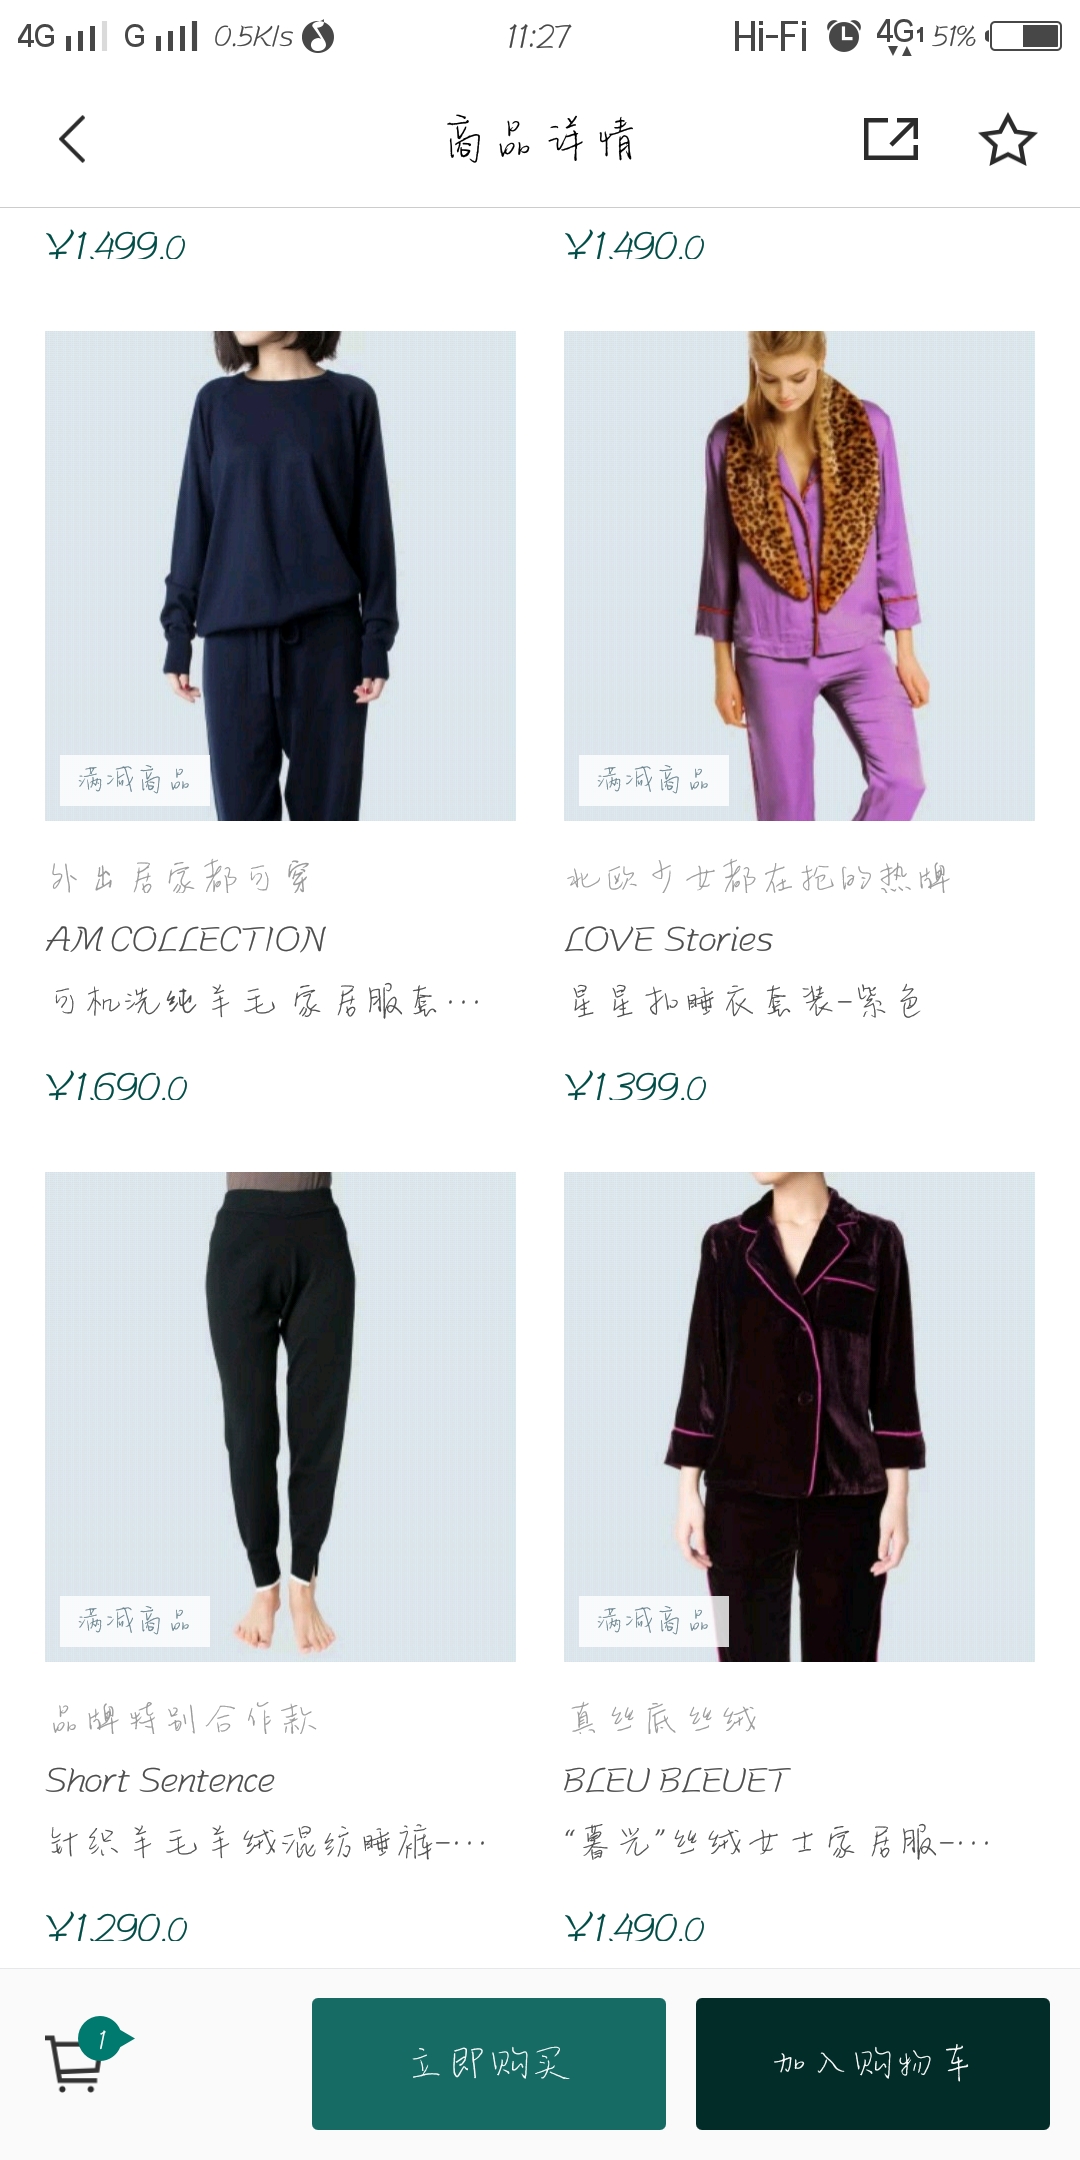 4G G 0.5K/s 11:27 Hi-Fi 4G1 51%
商品详情
¥1,499.0 ¥1,490.0
满减商品 满减商品
外出居家都可穿 北欧少女都在抢的热牌
AM COLLECTION LOVE Stories
可机洗纯羊毛家居服套… 星星扣睡衣套装-紫色
¥1,690.0 ¥1,399.0
满减商品 满减商品
品牌特别合作款 真丝底丝绒
Short Sentence BLEU BLEUET
针织羊毛羊绒混纺睡裤-… “暮光”丝绒女士家居服-…
¥1,290.0 ¥1,490.0
1 立即购买 加入购物车